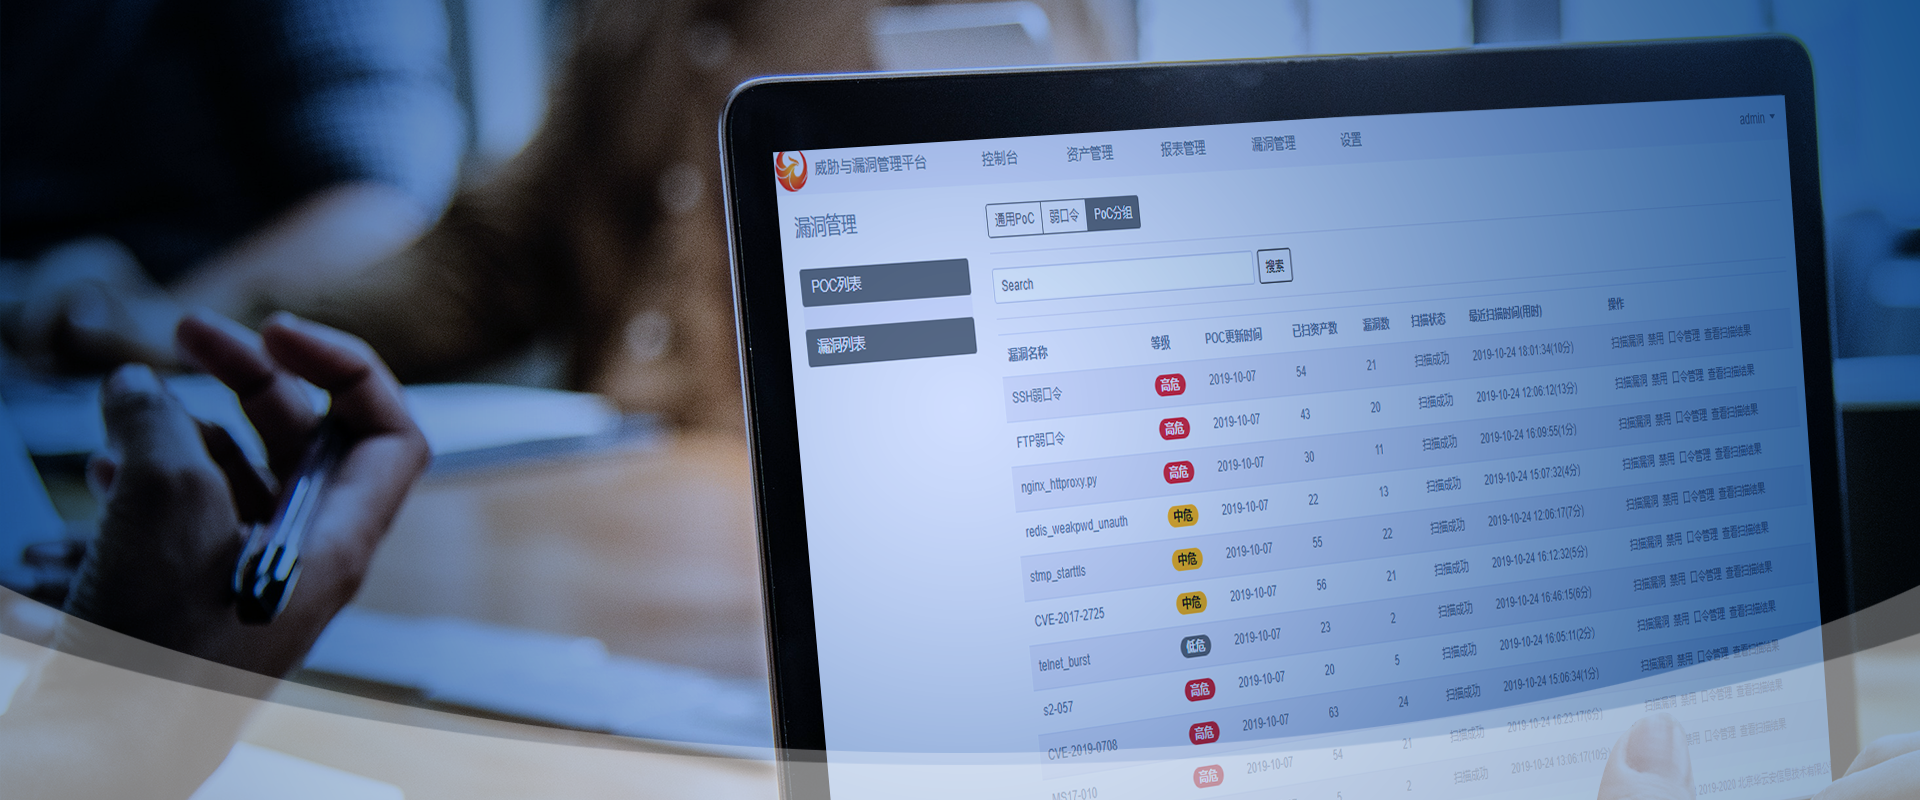 威胁与漏洞管理平台 控制台 资产管理 报表管理 漏洞管理 设置 admin
漏洞管理
通用PoC 弱口令 PoC分组
POC列表
漏洞列表
Search 搜索
漏洞名称 等级 POC更新时间 已扫资产数 漏洞数 扫描状态 最近扫描时间(用时) 操作
SSH弱口令 高危 2019-10-07 54 21 扫描成功 2019-10-24 18:01:34(10分) 扫描漏洞 禁用 口令管理 查看扫描结果
FTP弱口令 高危 2019-10-07 43 20 扫描成功 2019-10-24 12:06:12(13分) 扫描漏洞 禁用 口令管理 查看扫描结果
nginx_httproxy.py 高危 2019-10-07 30 11 扫描成功 2019-10-24 16:09:55(1分) 扫描漏洞 禁用 口令管理 查看扫描结果
redis_weakpwd_unauth 中危 2019-10-07 22 13 扫描成功 2019-10-24 15:07:32(4分) 扫描漏洞 禁用 口令管理 查看扫描结果
stmp_starttls 中危 2019-10-07 55 22 扫描成功 2019-10-24 12:06:17(7分) 扫描漏洞 禁用 口令管理 查看扫描结果
CVE-2017-2725 中危 2019-10-07 56 21 扫描成功 2019-10-24 16:12:32(5分) 扫描漏洞 禁用 口令管理 查看扫描结果
telnet_burst 低危 2019-10-07 23 2 扫描成功 2019-10-24 16:46:15(6分) 扫描漏洞 禁用 口令管理 查看扫描结果
s2-057 高危 2019-10-07 20 5 扫描成功 2019-10-24 16:05:11(2分) 扫描漏洞 禁用 口令管理 查看扫描结果
CVE-2019-0708 高危 2019-10-07 63 24 扫描成功 2019-10-24 15:06:34(1分) 扫描漏洞 禁用 口令管理 查看扫描结果
MS17-010 高危 2019-10-07 54 21 扫描成功 2019-10-24 16:23:17(6分) 扫描漏洞 禁用 口令管理 查看扫描结果
5 2 扫描成功 2019-10-24 13:06:17(10分) 禁用 口令管理 查看扫描结果
2019-2020 北京华云安信息技术有限公